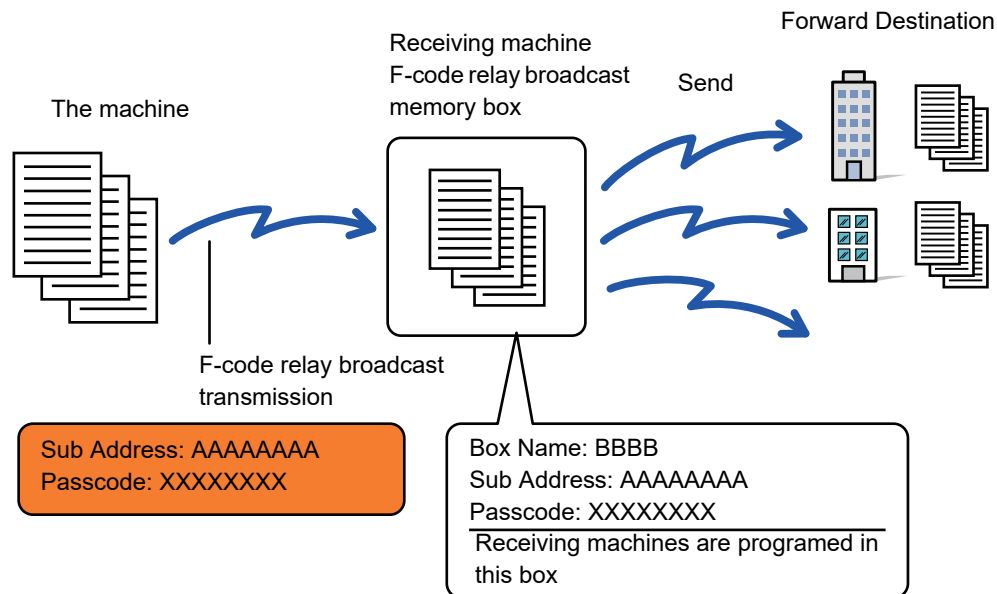 Forward Destination
Receiving machine
F-code relay broadcast
memory box
Send
The machine
F-code relay broadcast
transmission
Sub Address: AAAAAAAA
Passcode: XXXXXXXX
Box Name: BBBB
Sub Address: AAAAAAAA
Passcode: XXXXXXXX
Receiving machines are programed in
this box